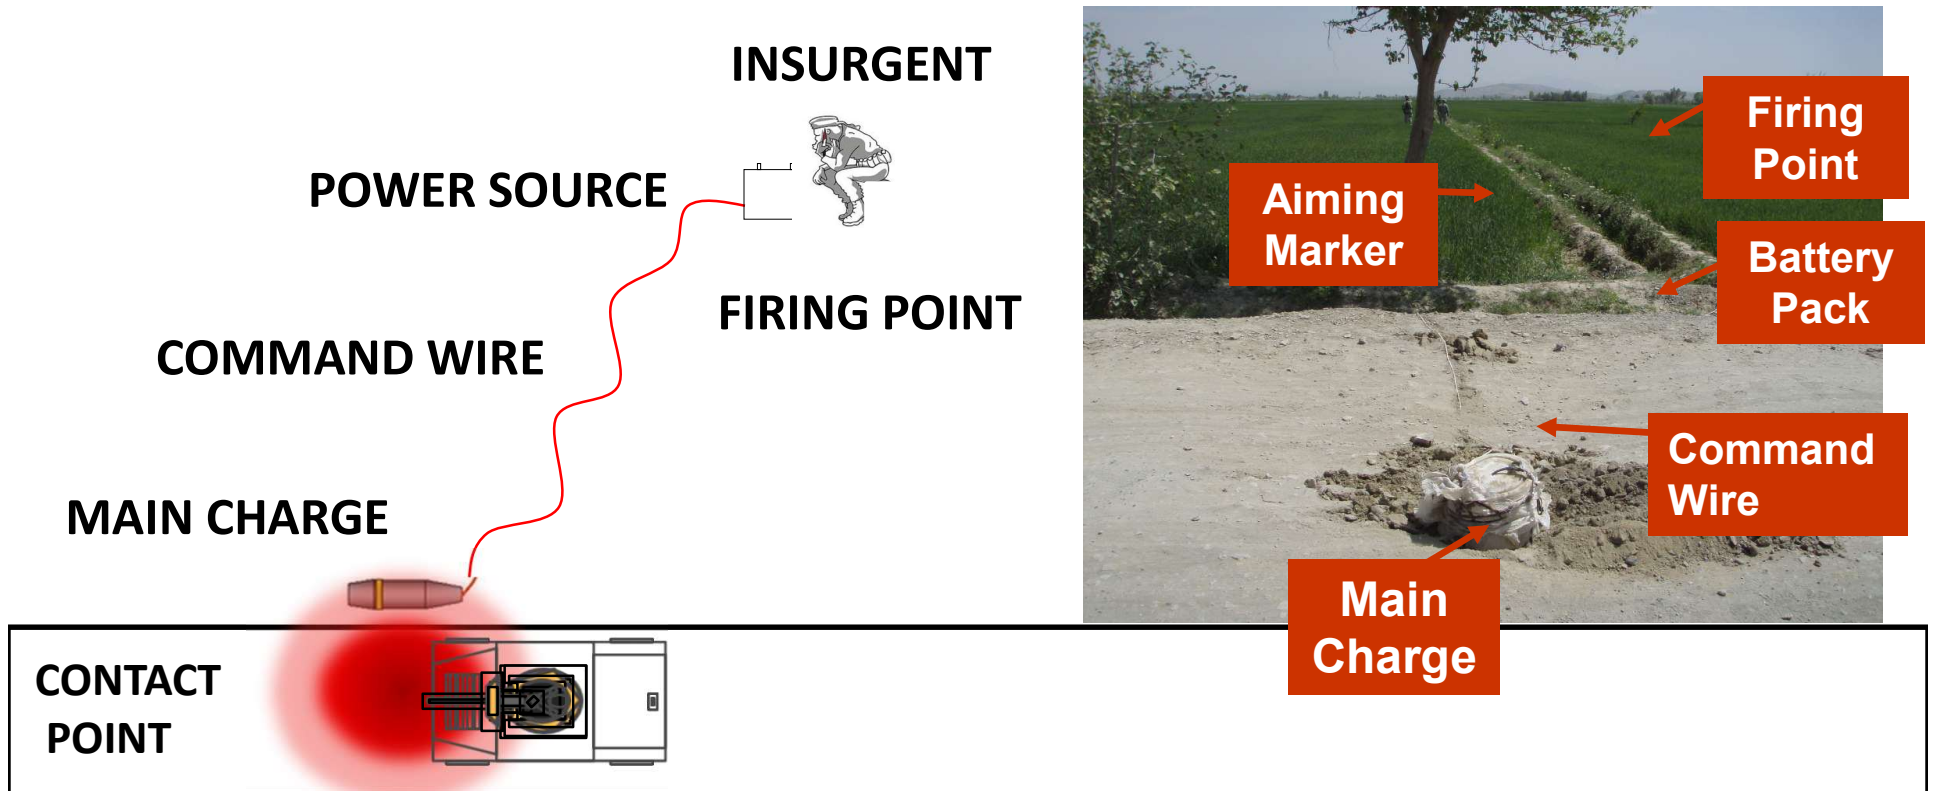 INSURGENT
POWER SOURCE
FIRING POINT
COMMAND WIRE
MAIN CHARGE
CONTACT
POINT
Firing
Point
Aiming
Marker
Battery
Pack
Command
Wire
Main
Charge